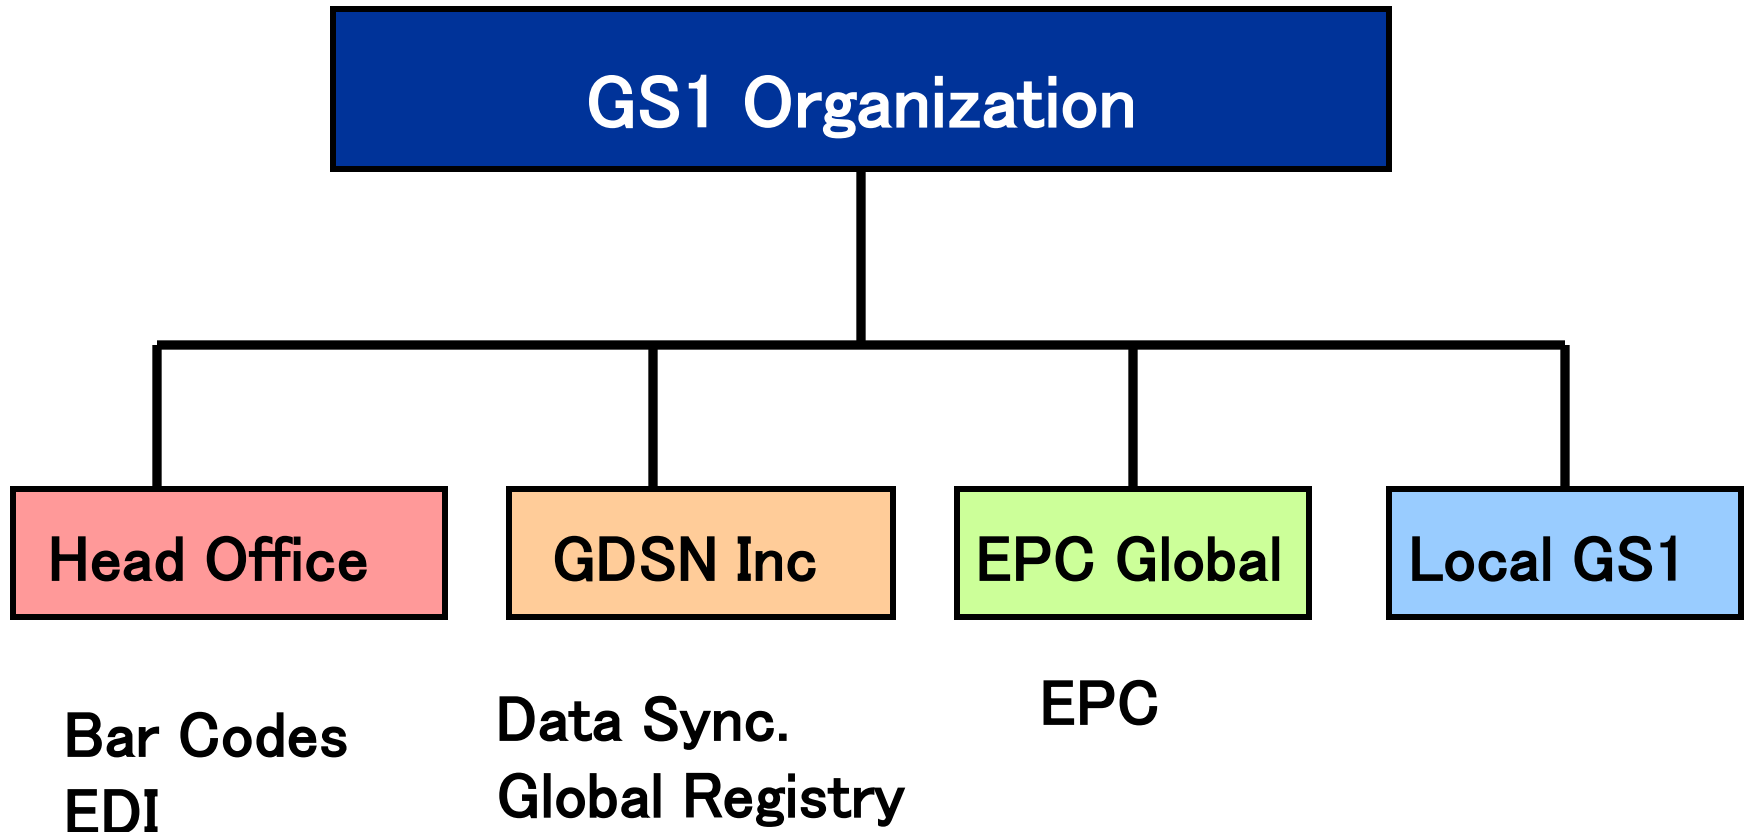 GS1 Organization
Head Office
GDSN Inc
EPC Global
Local GS1
Bar Codes
EDI
Data Sync.
Global Registry
EPC